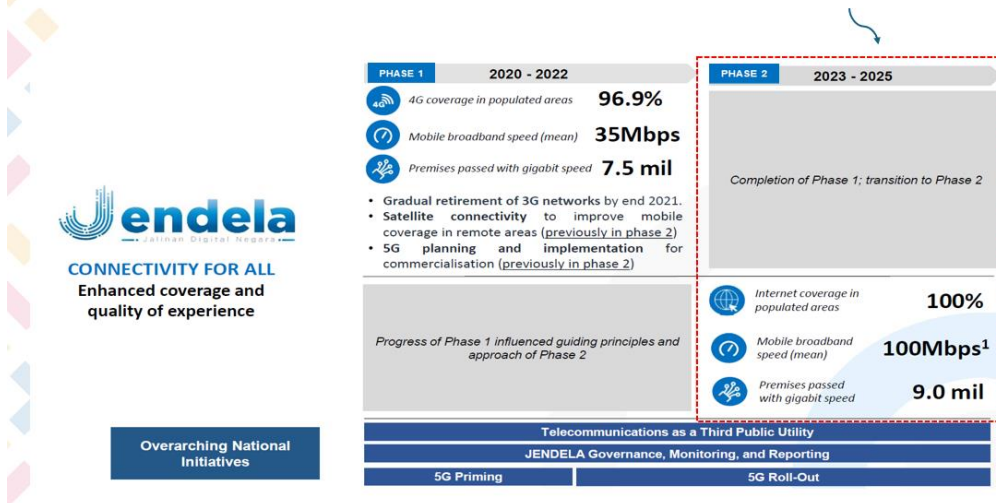 Jendela
Jalinan Digital Negara
CONNECTIVITY FOR ALL
Enhanced coverage and
quality of experience
Overarching National
Initiatives
PHASE 1
2020 - 2022
4G
4G coverage in populated areas
96.9%
Mobile broadband speed (mean)
35Mbps
Premises passed with gigabit speed
7.5 mil
• Gradual retirement of 3G networks by end 2021.
• Satellite connectivity to improve mobile
coverage in remote areas (previously in phase 2)
• 5G planning and implementation for
commercialisation (previously in phase 2)
Progress of Phase 1 influenced guiding principles and
approach of Phase 2
PHASE 2
2023 - 2025
Completion of Phase 1; transition to Phase 2
Internet coverage in
populated areas
100%
Mobile broadband
speed (mean)
100Mbps¹
Premises passed
with gigabit speed
9.0 mil
Telecommunications as a Third Public Utility
JENDELA Governance, Monitoring, and Reporting
5G Priming
5G Roll-Out